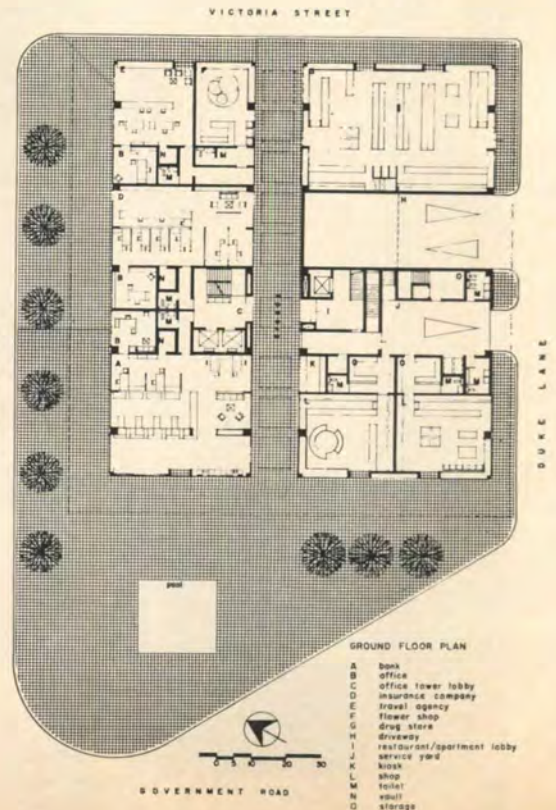 VICTORIA STREET
DUKE LANE
pool
GROUND FLOOR PLAN
A bank
B office
C office tower lobby
D insurance company
E travel agency
F flower shop
G drug store
H driveway
I restaurant/apartment lobby
J service yard
K kiosk
L shop
M toilet
N vault
O storage
0 5 10 20 30
GOVERNMENT ROAD